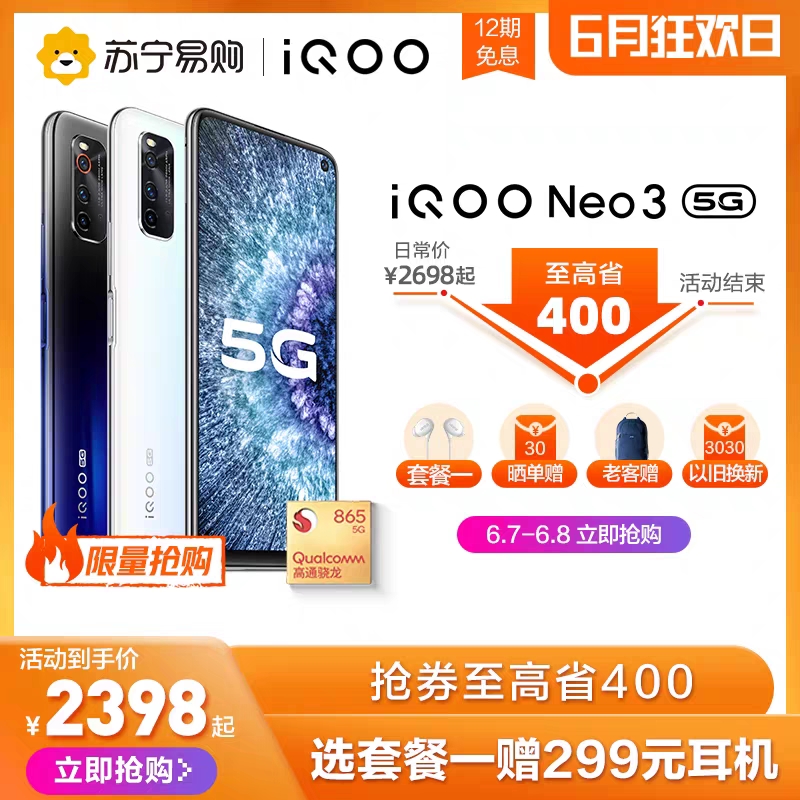 苏宁易购
iQOO
12期
免息
6月狂欢日
iQOO Neo3 5G
日常价
¥2698起
至高省
400
活动结束
5G
iQOO 5G
iQOO 5G
¥
30
¥
3030
套餐一
晒单赠
老客赠
以旧换新
6.7-6.8 立即抢购
865
5G
Qualcomm
高通骁龙
限量抢购
活动到手价
¥2398起
立即抢购>
抢券至高省400
选套餐一赠299元耳机